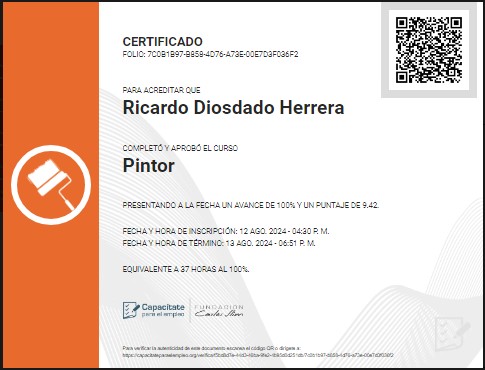 CERTIFICADO
FOLIO: 7C0B1B97-B858-4D76-A73E-00E7D3F036F2
PARA ACREDITAR QUE
Ricardo Diosdado Herrera
COMPLETÓ Y APROBÓ EL CURSO
Pintor
PRESENTANDO A LA FECHA UN AVANCE DE 100% Y UN PUNTAJE DE 9.42.
FECHA Y HORA DE INSCRIPCIÓN: 12 AGO. 2024 - 04:30 P. M.
FECHA Y HORA DE TÉRMINO: 13 AGO. 2024 - 06:51 P. M.
EQUIVALENTE A 37 HORAS AL 100%.
Capacítate
para el empleo
FUNDACIÓN
Carlos Slim
Para verificar la autenticidad de este documento escanea el código QR o dirígete a: